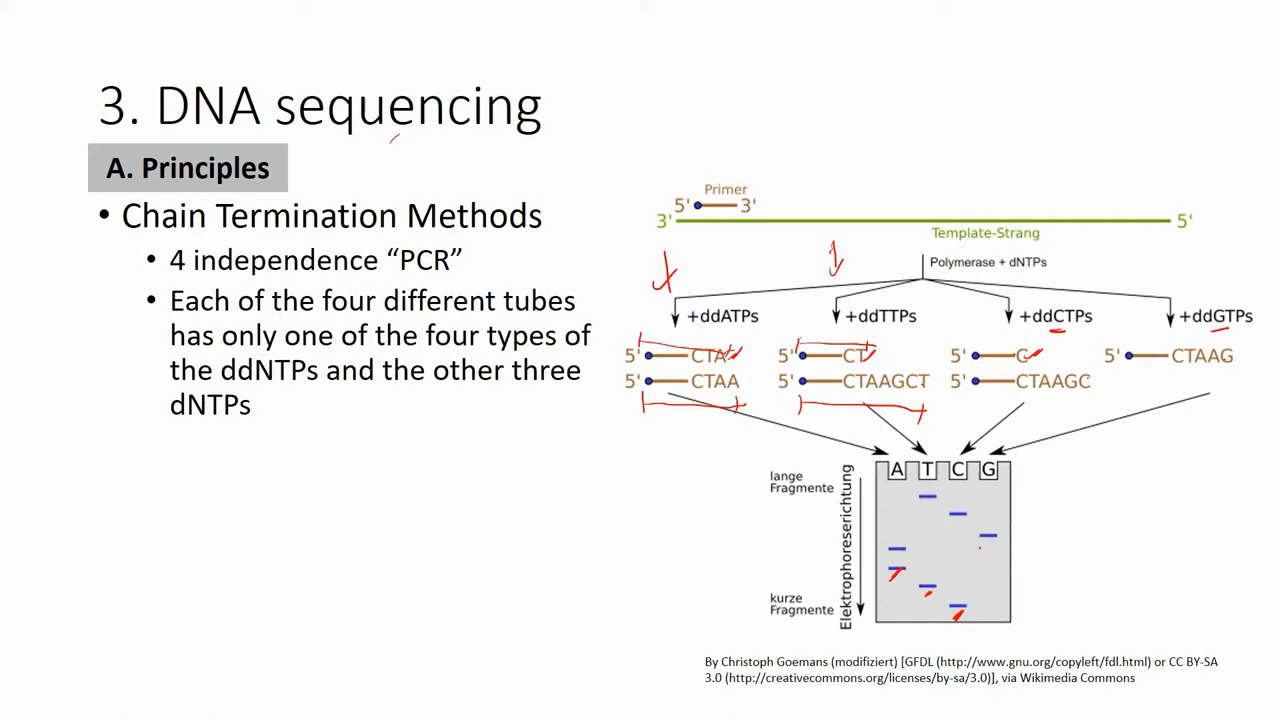 3. DNA sequencing
A. Principles
• Chain Termination Methods
• 4 independence “PCR”
• Each of the four different tubes
has only one of the four types of
the ddNTPs and the other three
dNTPs
Primer
5' 3'
3' 5'
Template-Strang
Polymerase + dNTPs
+ddATPs +ddTTPs +ddCTPs +ddGTPs
5' CTA 5' CT 5' C 5' CTAAG
5' CTAA 5' CTAAGCT 5' CTAAGC
A T C G
lange
Fragmente
Elektrophoreserichtung
kurze
Fragmente
By Christoph Goemans (modifiziert) [GFDL (http://www.gnu.org/copyleft/fdl.html) or CC BY-SA
3.0 (http://creativecommons.org/licenses/by-sa/3.0)], via Wikimedia Commons